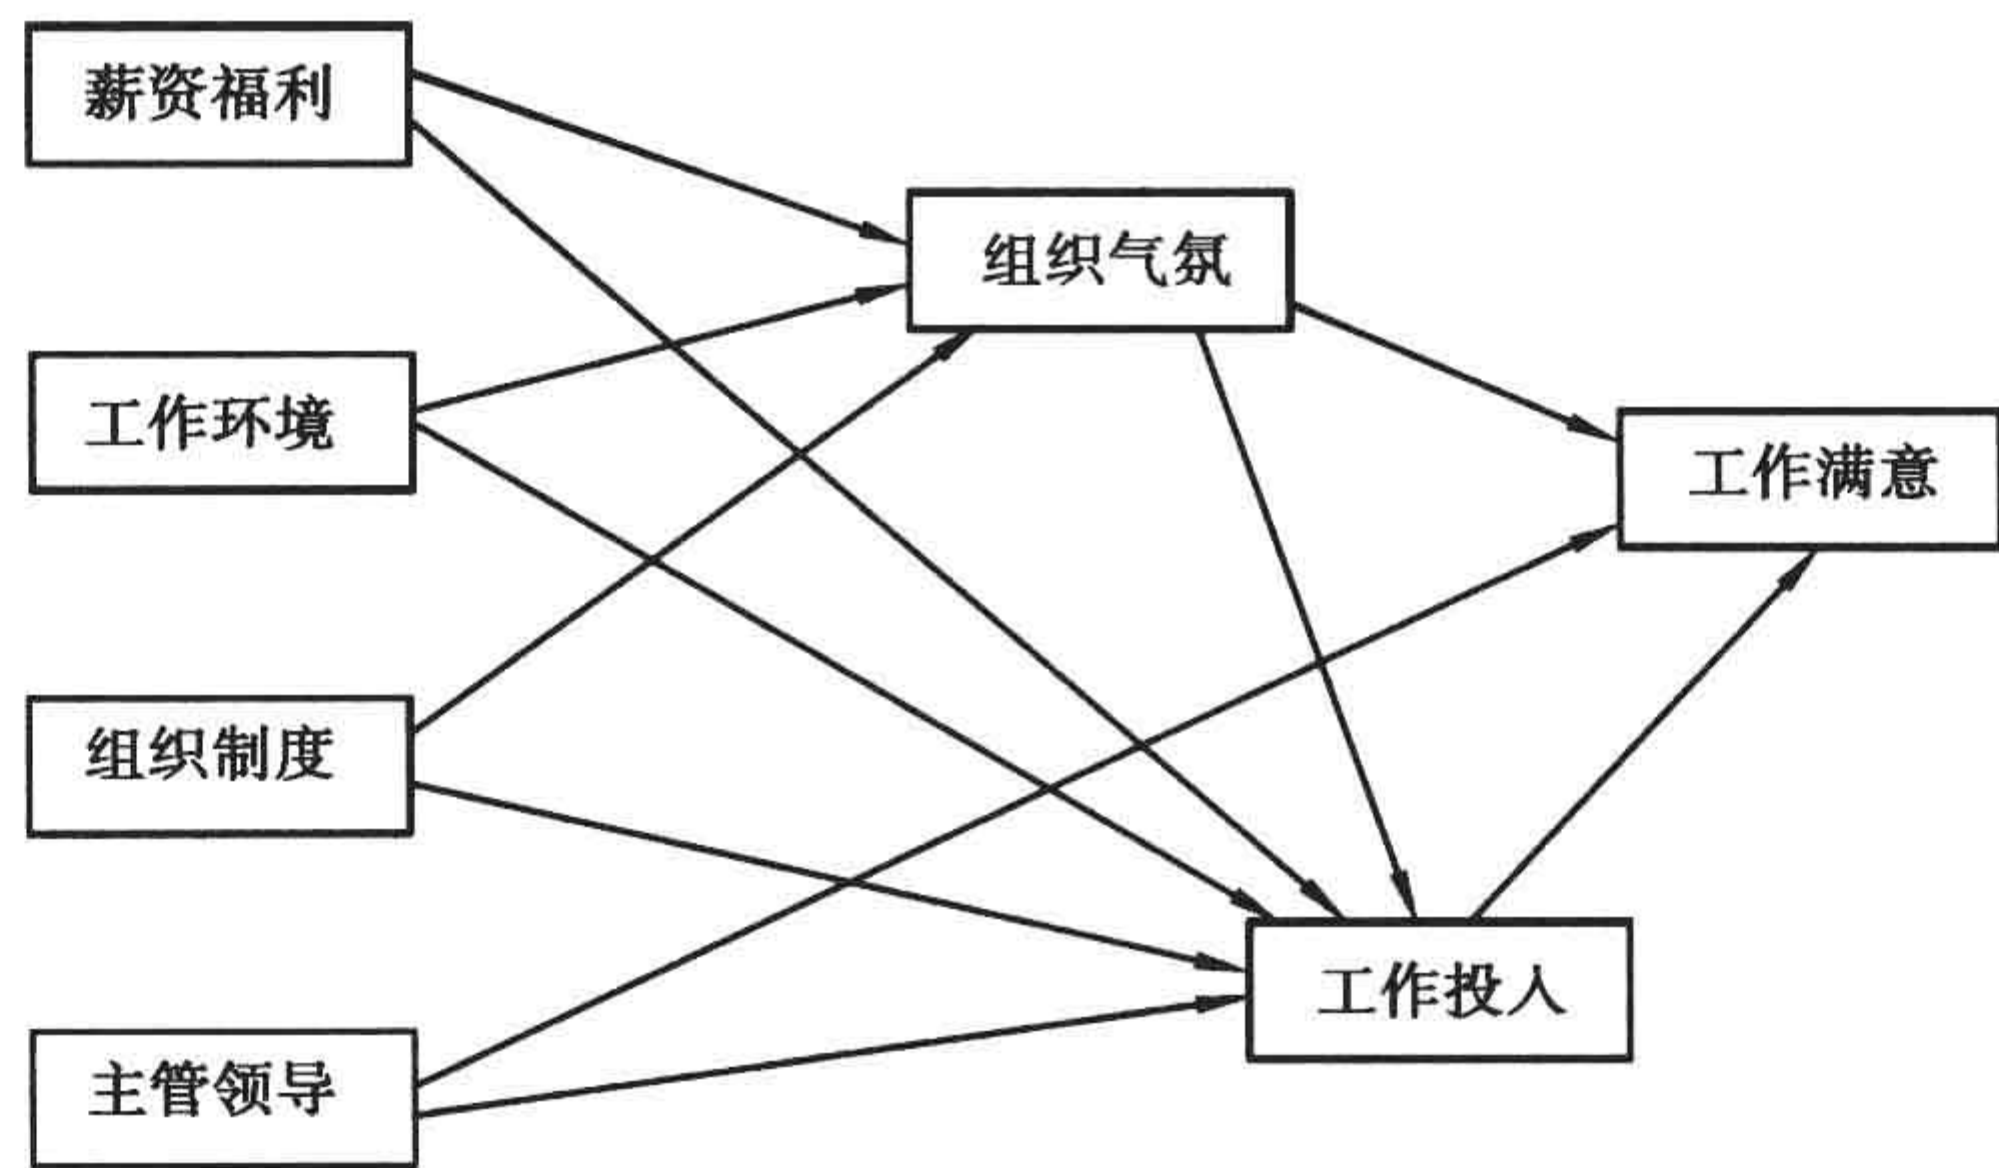 薪资福利
组织气氛
工作环境
工作满意
组织制度
工作投入
主管领导